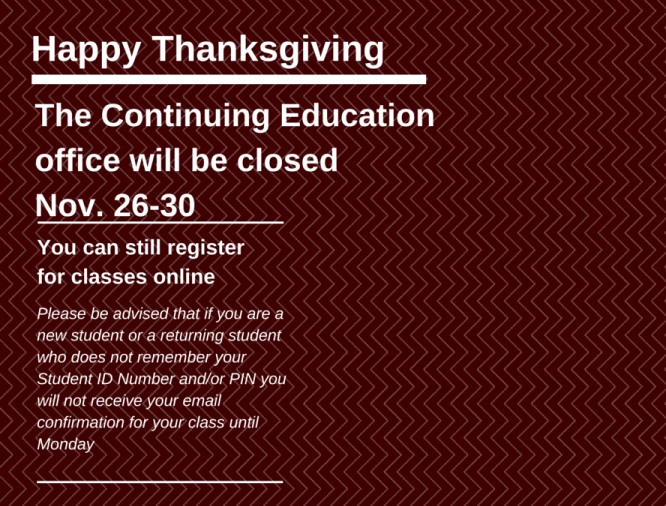 Happy Thanksgiving
The Continuing Education
office will be closed
Nov. 26-30
You can still register
for classes online
Please be advised that if you are a
new student or a returning student
who does not remember your
Student ID Number and/or PIN you
will not receive your email
confirmation for your class until
Monday